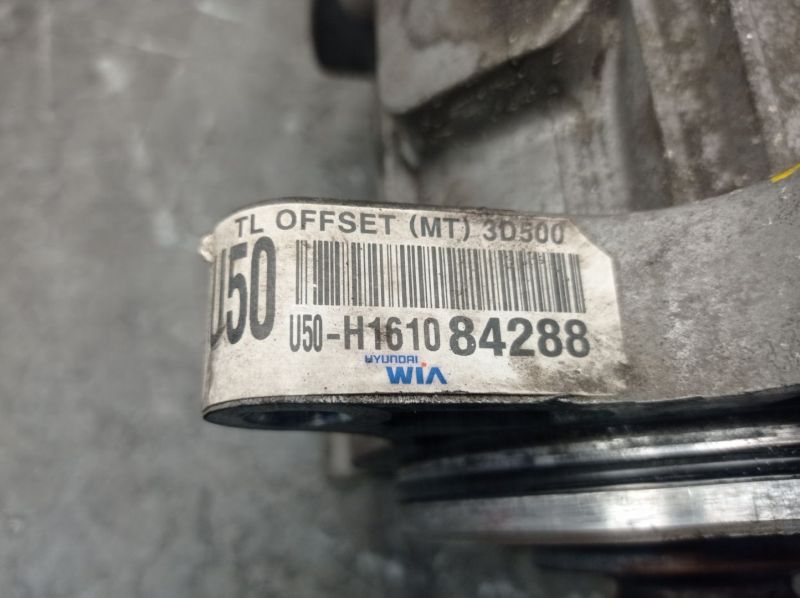 TL OFFSET (MT) 3D500
U50
U50-H1610 84288
HYUNDAI
WIA